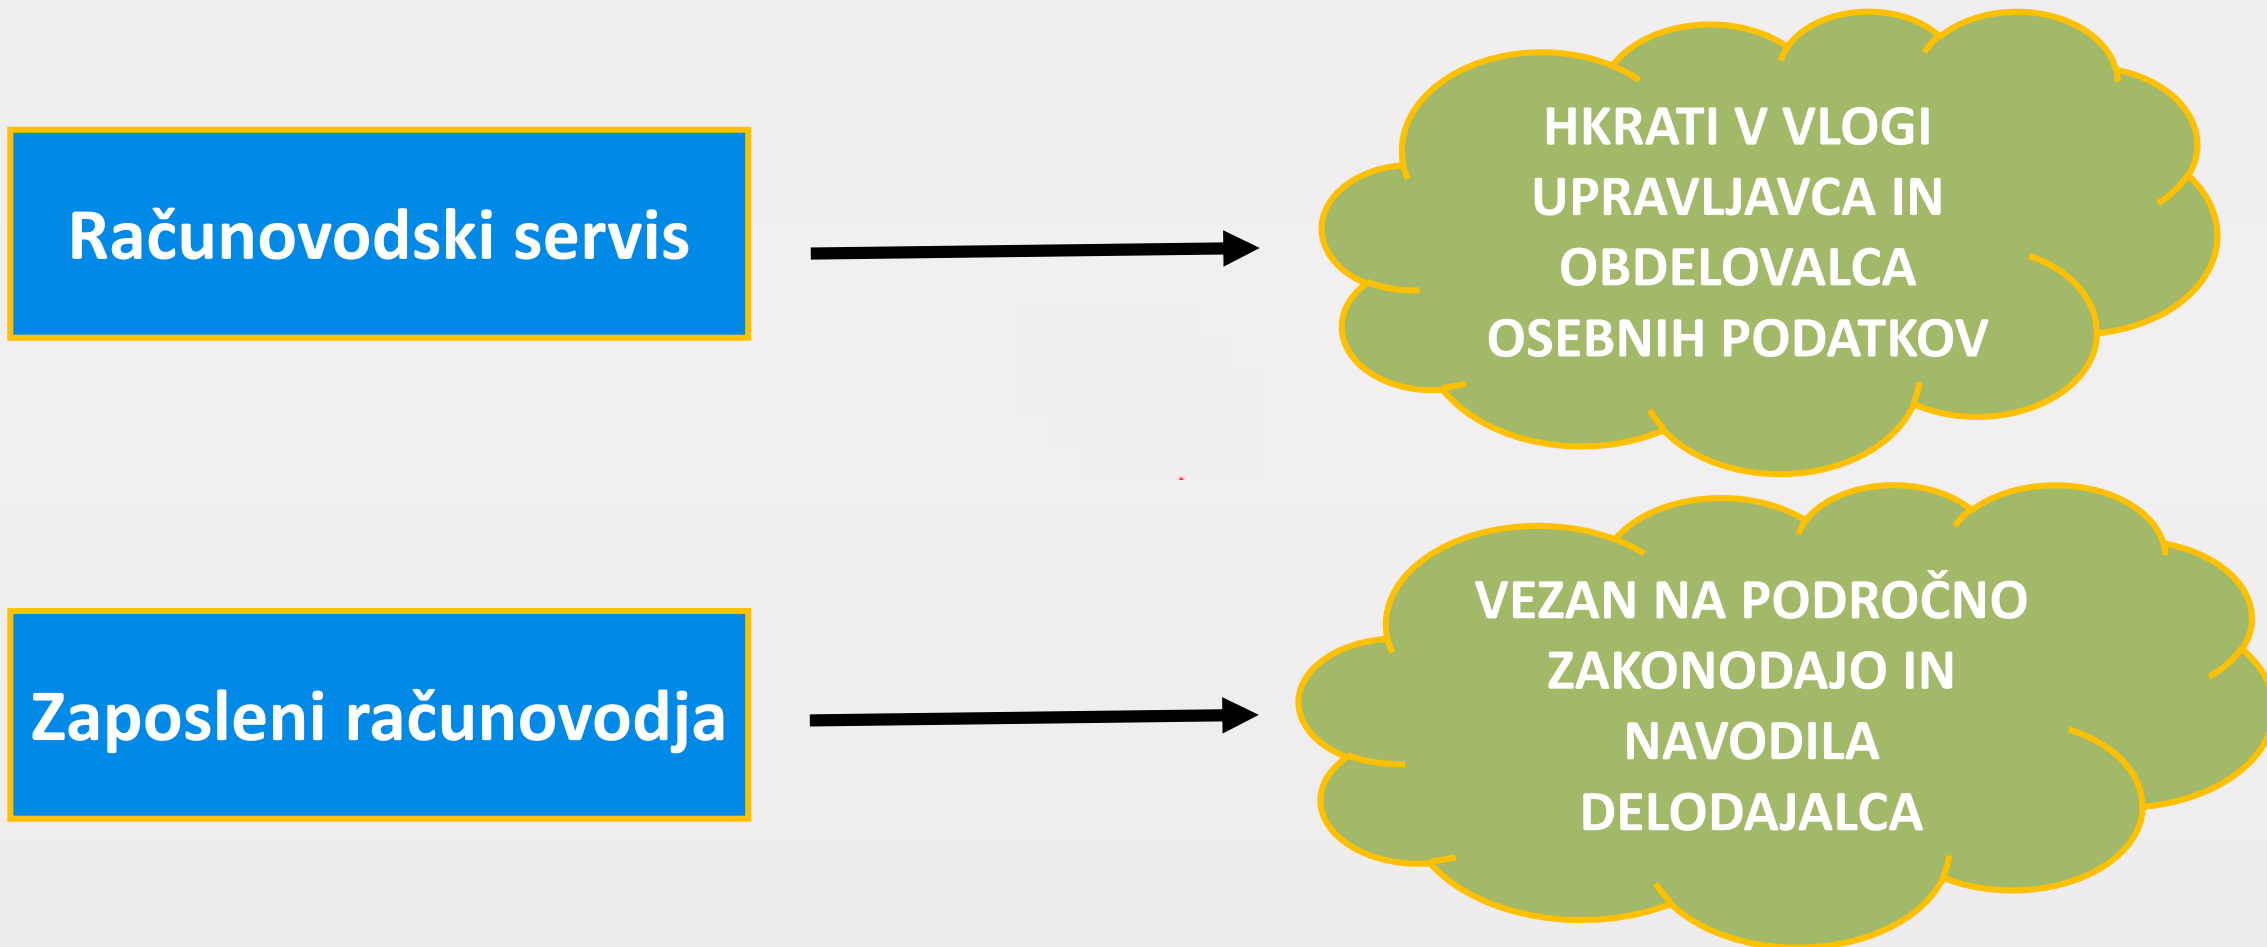 Računovodski servis
HKRATI V VLOGI
UPRAVLJAVCA IN
OBDELOVALCA
OSEBNIH PODATKOV
Zaposleni računovodja
VEZAN NA PODROČNO
ZAKONODAJO IN
NAVODILA
DELODAJALCA